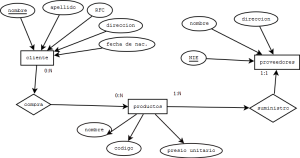 nombre
apellido
RFC
direccion
fecha de nac.
cliente
0:N
compra
0:N
productos
1:N
nombre
codigo
presio unitario
nombre
direccion
NIE
proveedores
1:1
suministro